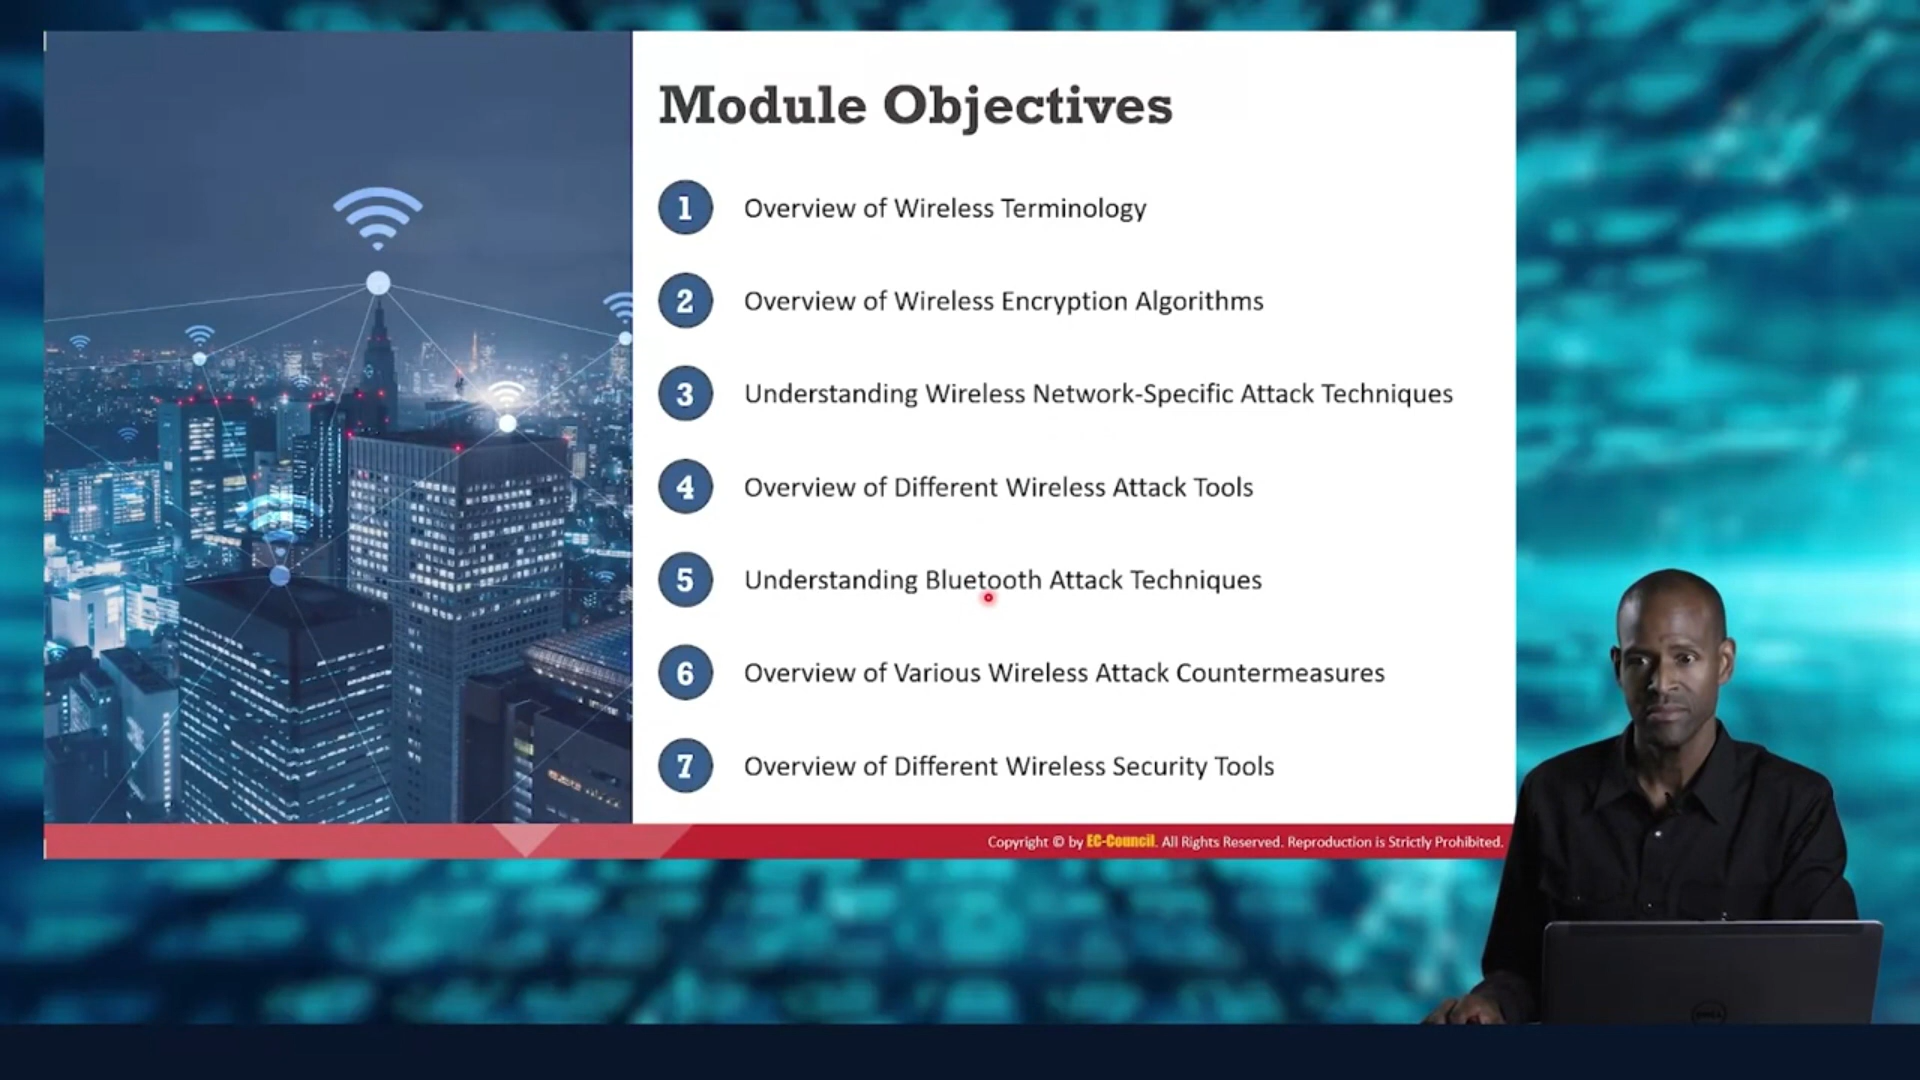 Module Objectives
1 Overview of Wireless Terminology
2 Overview of Wireless Encryption Algorithms
3 Understanding Wireless Network-Specific Attack Techniques
4 Overview of Different Wireless Attack Tools
5 Understanding Bluetooth Attack Techniques
6 Overview of Various Wireless Attack Countermeasures
7 Overview of Different Wireless Security Tools
Copyright © by EC-Council. All Rights Reserved. Reproduction is Strictly Prohibited.
DELL